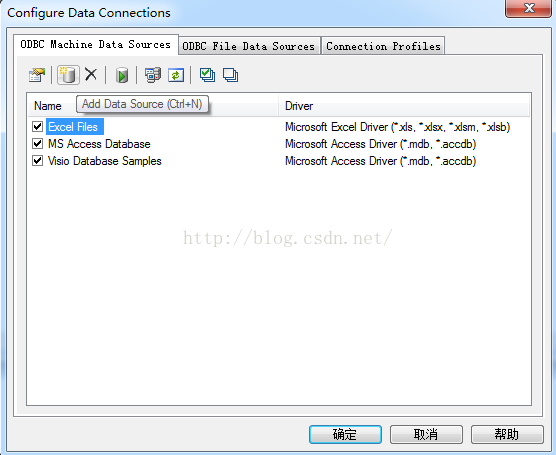 Configure Data Connections
ODBC Machine Data Sources ODBC File Data Sources Connection Profiles
Add Data Source (Ctrl+N)
Name Driver
Excel Files Microsoft Excel Driver (*.xls, *.xlsx, *.xlsm, *.xlsb)
MS Access Database Microsoft Access Driver (*.mdb, *.accdb)
Visio Database Samples Microsoft Access Driver (*.mdb, *.accdb)
http://blog.csdn.net/
确定 取消 帮助